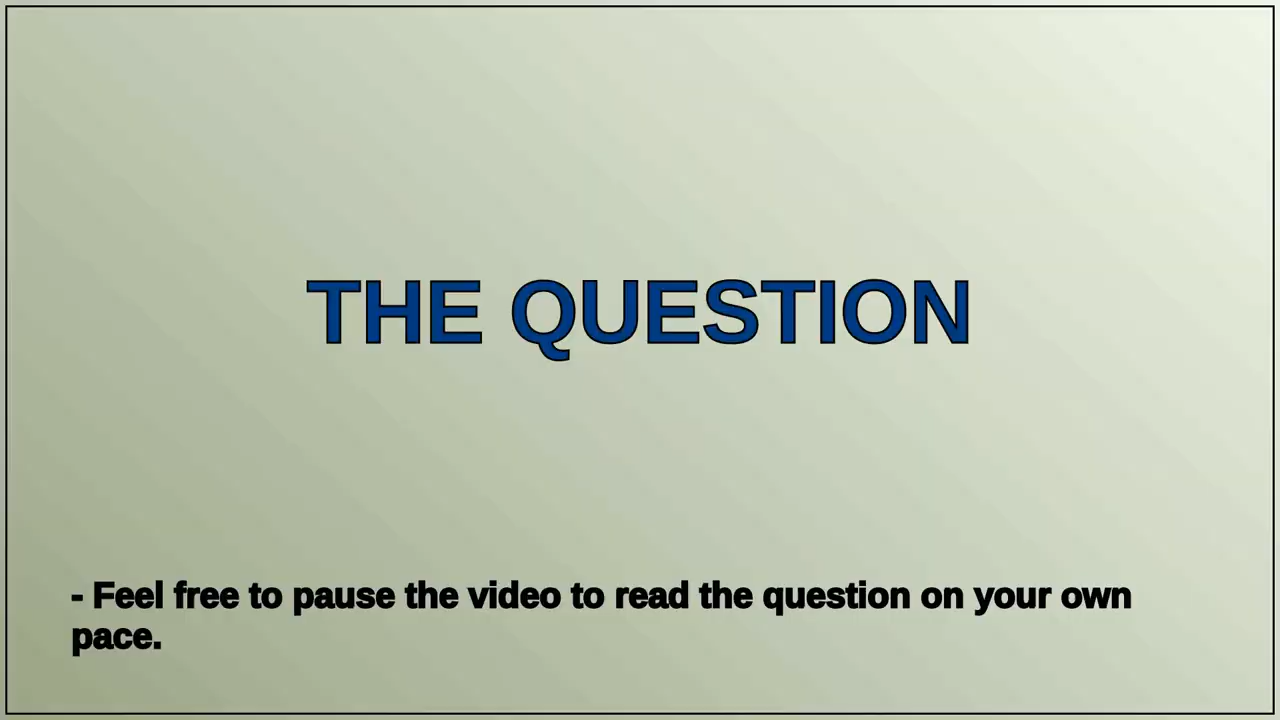 THE QUESTION
- Feel free to pause the video to read the question on your own
pace.